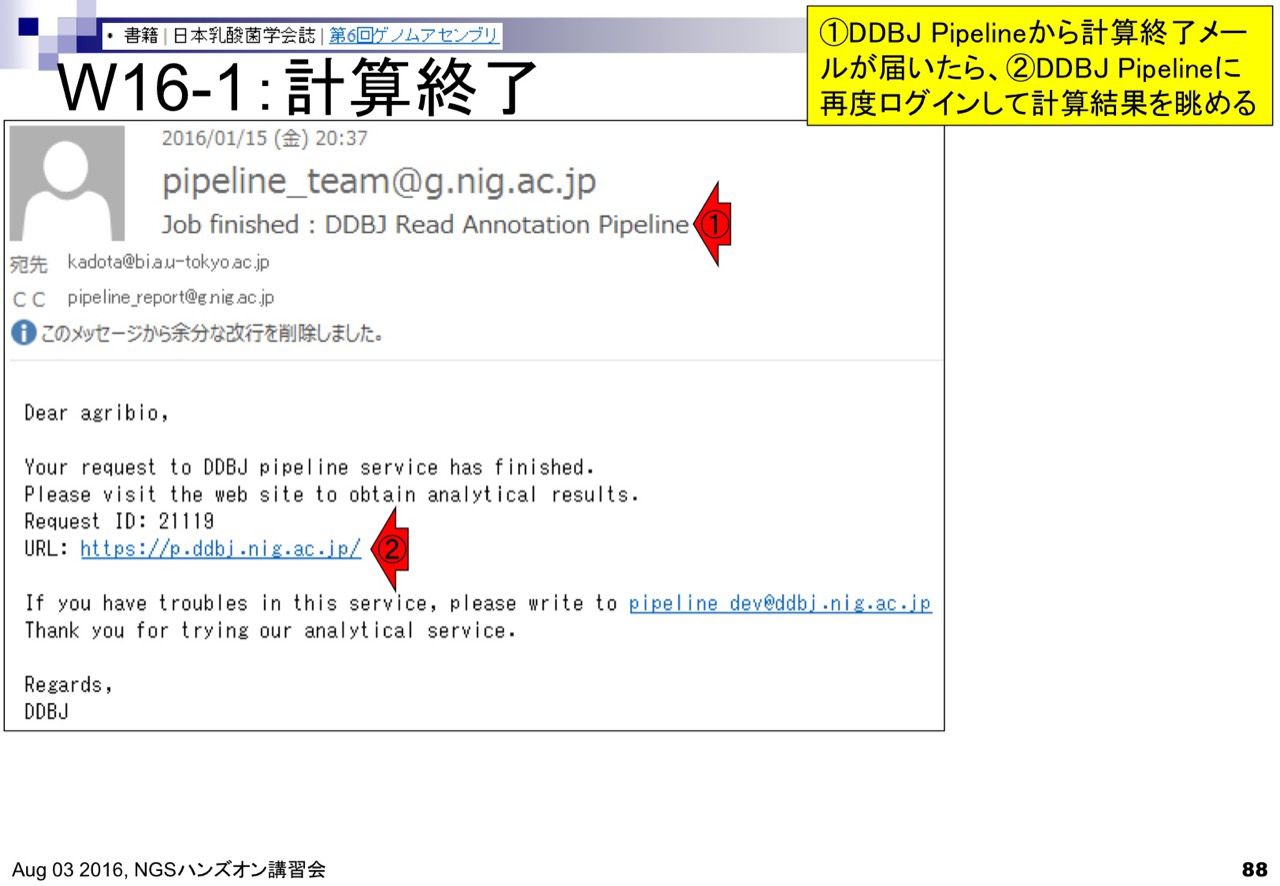 • 書籍 | 日本乳酸菌学会誌 | 第6回ゲノムアセンブリ
W16-1：計算終了
①DDBJ Pipelineから計算終了メー
ルが届いたら、②DDBJ Pipelineに
再度ログインして計算結果を眺める
2016/01/15 (金) 20:37
pipeline_team@g.nig.ac.jp
Job finished : DDBJ Read Annotation Pipeline ①
宛先 kadota@bi.a.u-tokyo.ac.jp
CC pipeline_report@g.nig.ac.jp
このメッセージから余分な改行を削除しました。
Dear agribio,
Your request to DDBJ pipeline service has finished.
Please visit the web site to obtain analytical results.
Request ID: 21119
URL: https://p.ddbj.nig.ac.jp/ ②
If you have troubles in this service, please write to pipeline_dev@ddbj.nig.ac.jp
Thank you for trying our analytical service.
Regards,
DDBJ
Aug 03 2016, NGSハンズオン講習会
88